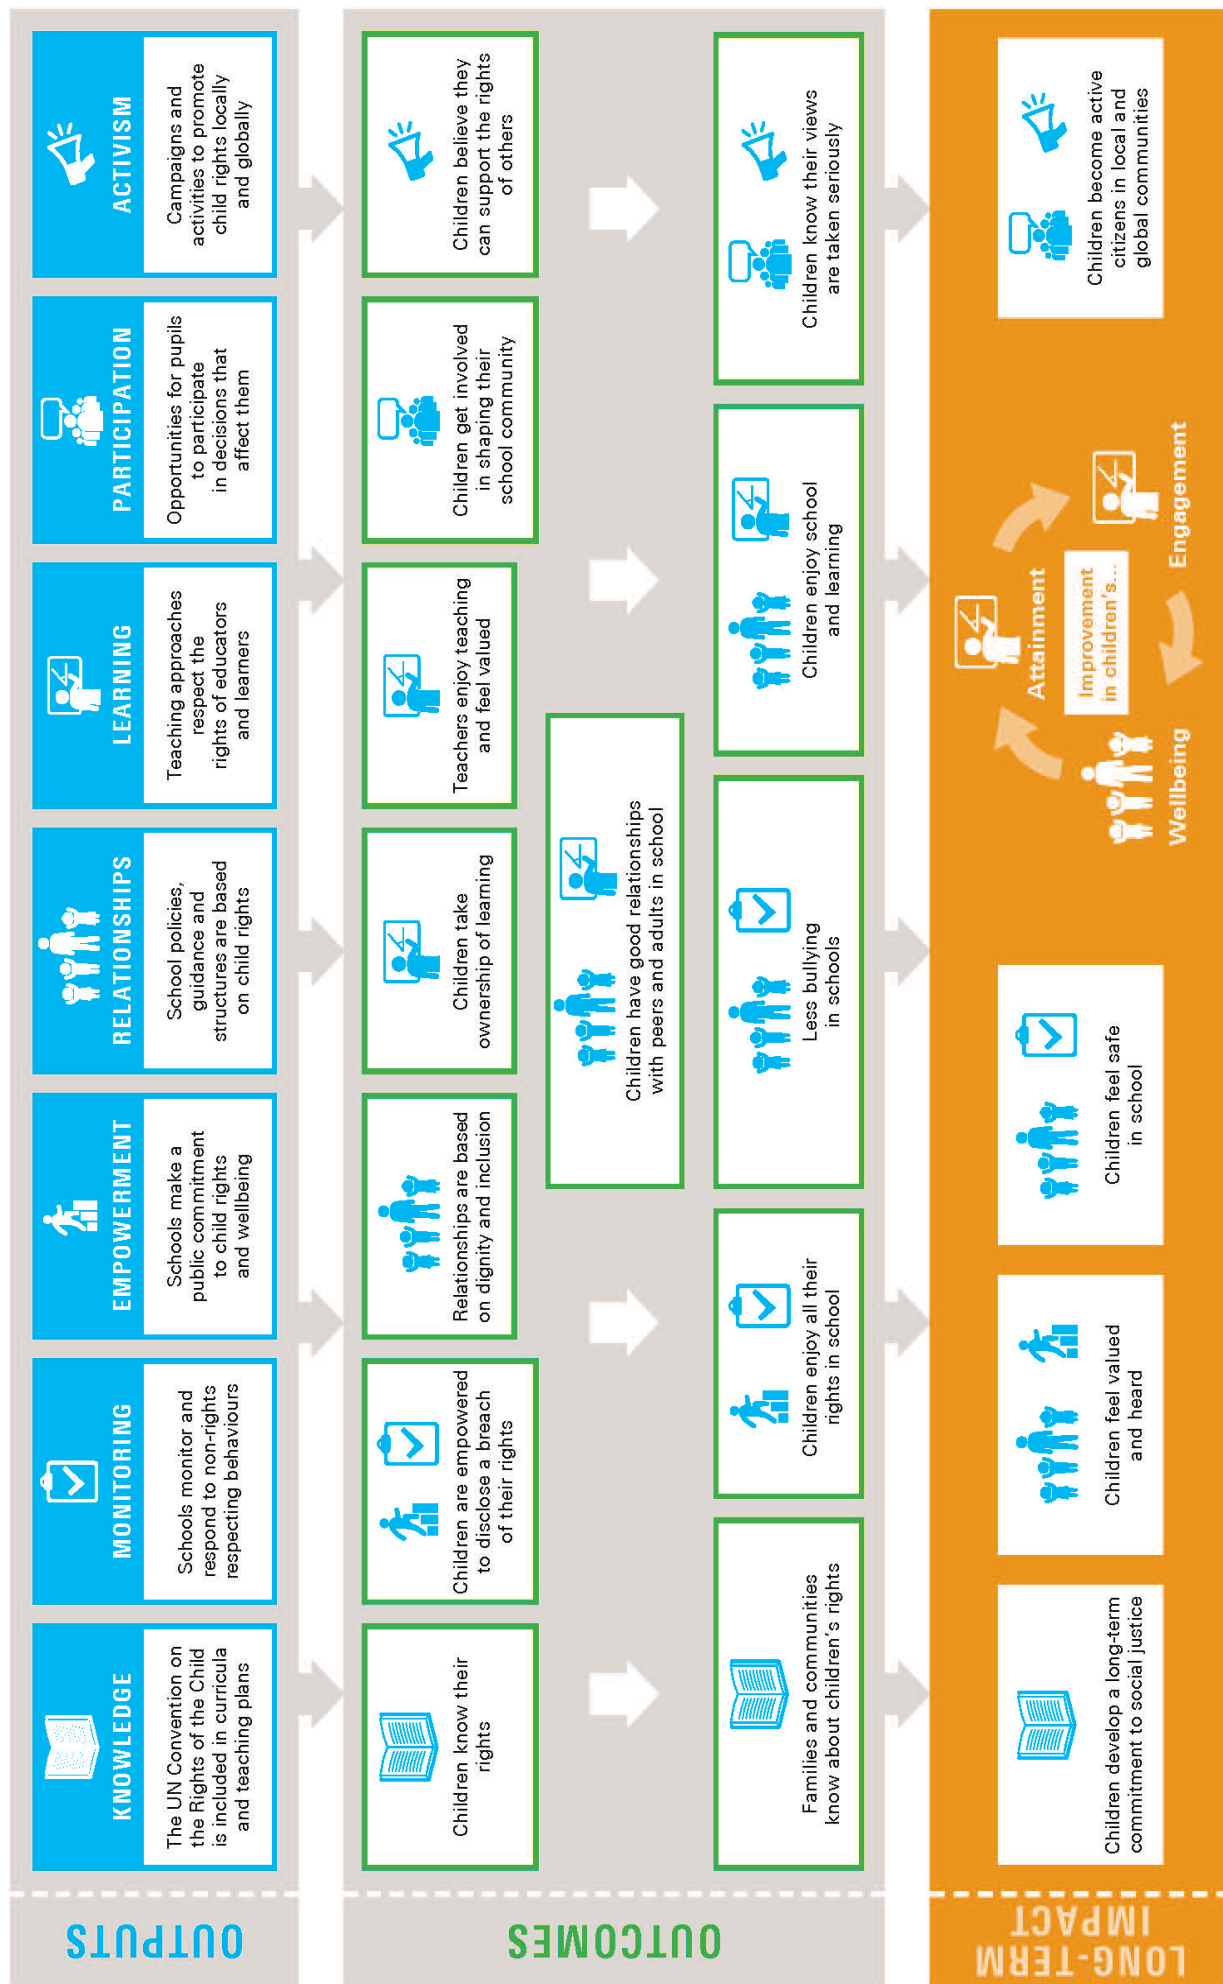 OUTPUTS
KNOWLEDGE
The UN Convention on
the Rights of the Child
is included in curricula
and teaching plans
MONITORING
Schools monitor and
respond to non-rights
respecting behaviours
EMPOWERMENT
Schools make a
public commitment
to child rights
and wellbeing
RELATIONSHIPS
School policies,
guidance and
structures are based
on child rights
LEARNING
Teaching approaches
respect the
rights of educators
and learners
PARTICIPATION
Opportunities for pupils
to participate
in decisions that
affect them
ACTIVISM
Campaigns and
activities to promote
child rights locally
and globally
OUTCOMES
Children know their
rights
Children are empowered
to disclose a breach
of their rights
Relationships are based
on dignity and inclusion
Children take
ownership of learning
Teachers enjoy teaching
and feel valued
Children get involved
in shaping their
school community
Children believe they
can support the rights
of others
Children have good relationships
with peers and adults in school
Families and communities
know about children’s rights
Children enjoy all their
rights in school
Less bullying
in schools
Children enjoy school
and learning
Children know their views
are taken seriously
LONG-TERM
IMPACT
Children develop a long-term
commitment to social justice
Children feel valued
and heard
Children feel safe
in school
Attainment
Improvement
in children’s...
Wellbeing
Engagement
Children become active
citizens in local and
global communities